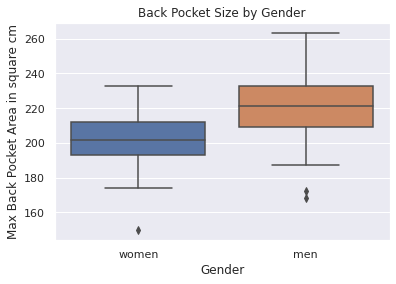 Back Pocket Size by Gender
Max Back Pocket Area in square cm
260
240
220
200
180
160
women men
Gender